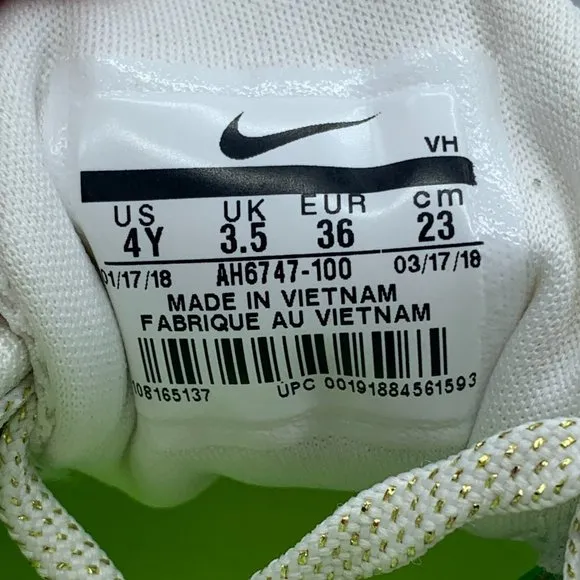 VH
US UK EUR cm
4Y 3.5 36 23
01/17/18 AH6747-100 03/17/18
MADE IN VIETNAM
FABRIQUE AU VIETNAM
108165137 UPC 00191884561593